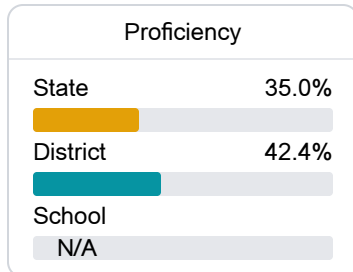 Proficiency
State 35.0%
District 42.4%
School
N/A